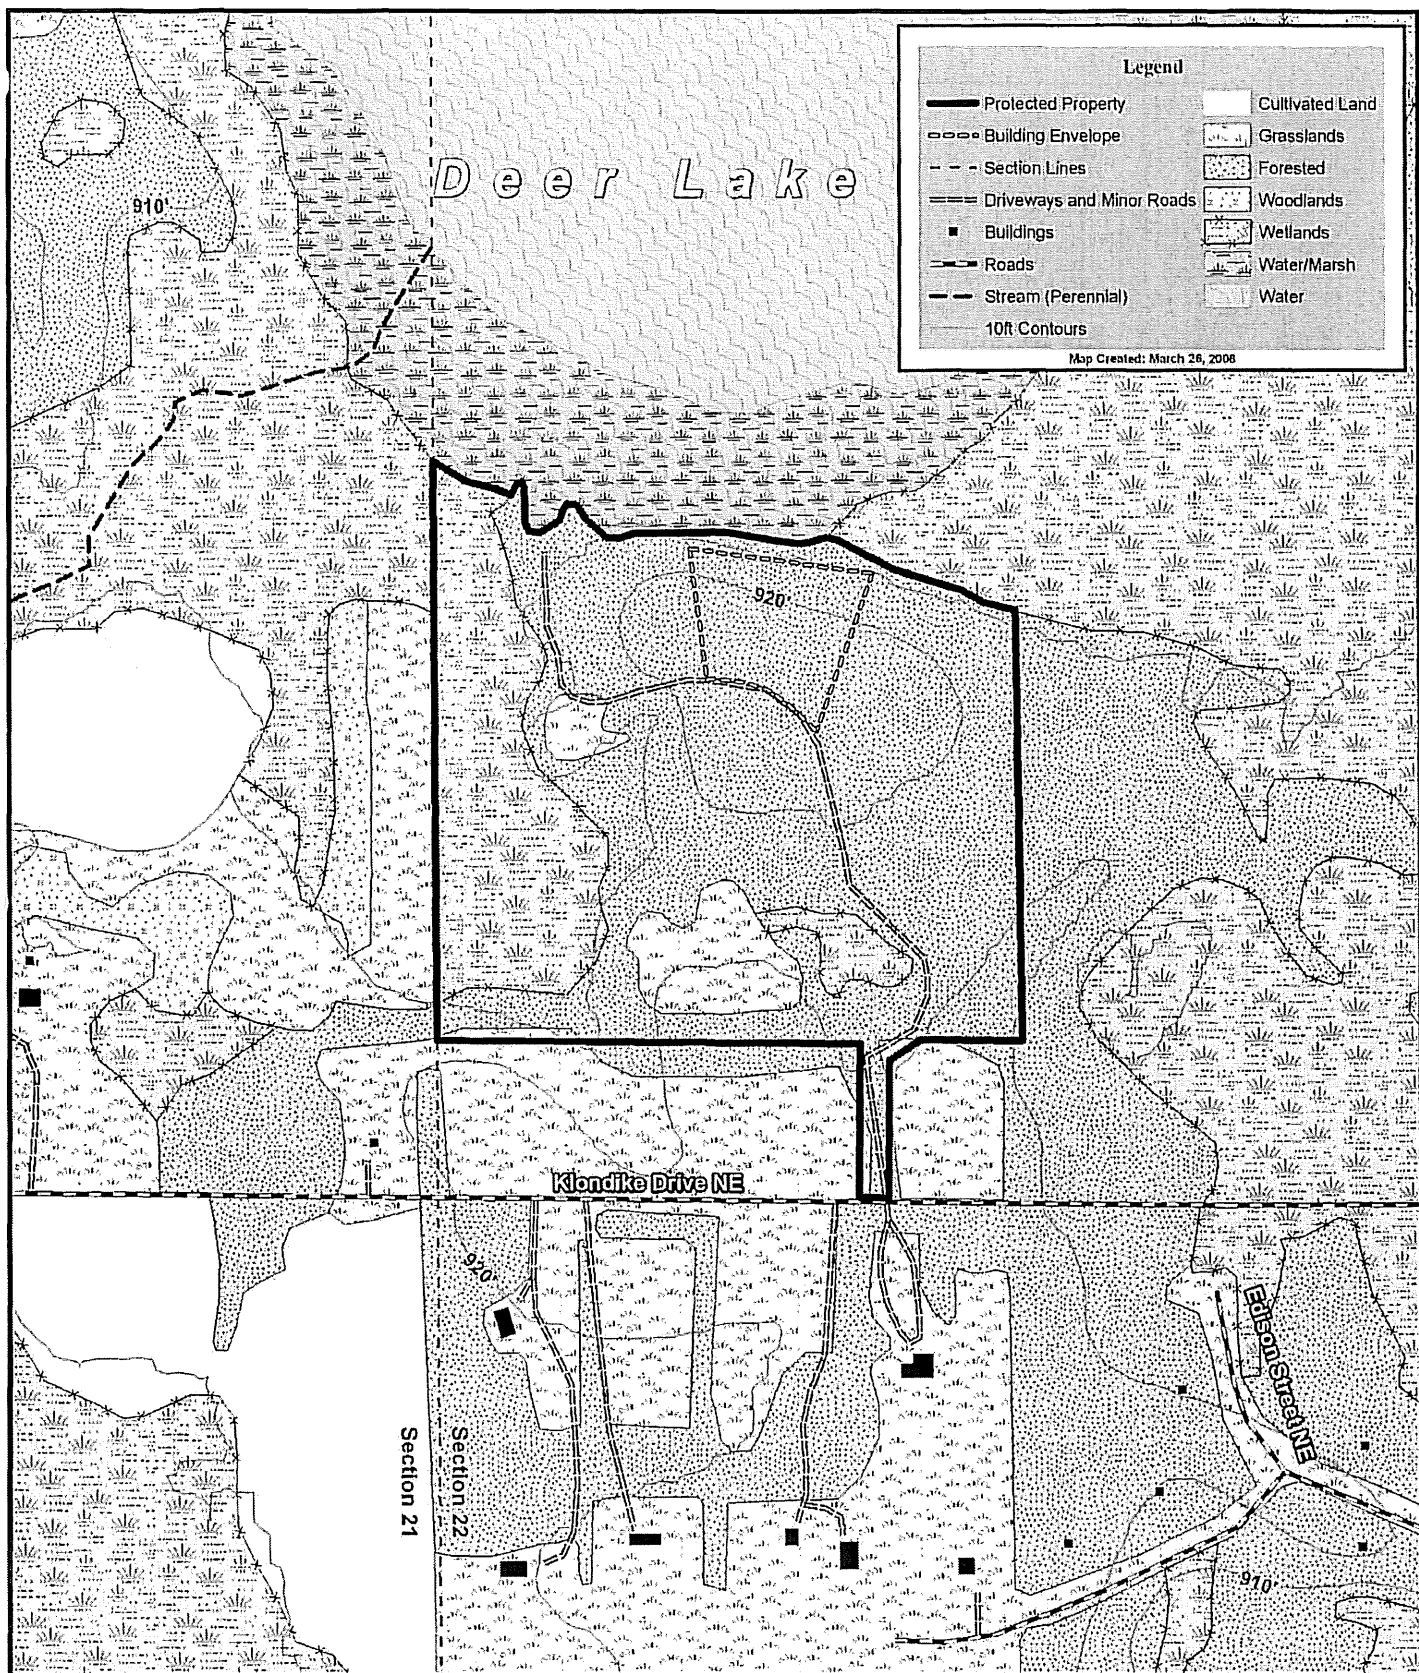 Legend
Protected Property
Building Envelope
Section Lines
Driveways and Minor Roads
Buildings
Roads
Stream (Perennial)
10ft Contours
Cultivated Land
Grasslands
Forested
Woodlands
Wetlands
Water/Marsh
Water
Map Created: March 26, 2008
Deer Lake
910'
920'
Klondike Drive NE
920'
Edison Street NE
Section 21
Section 22
910'